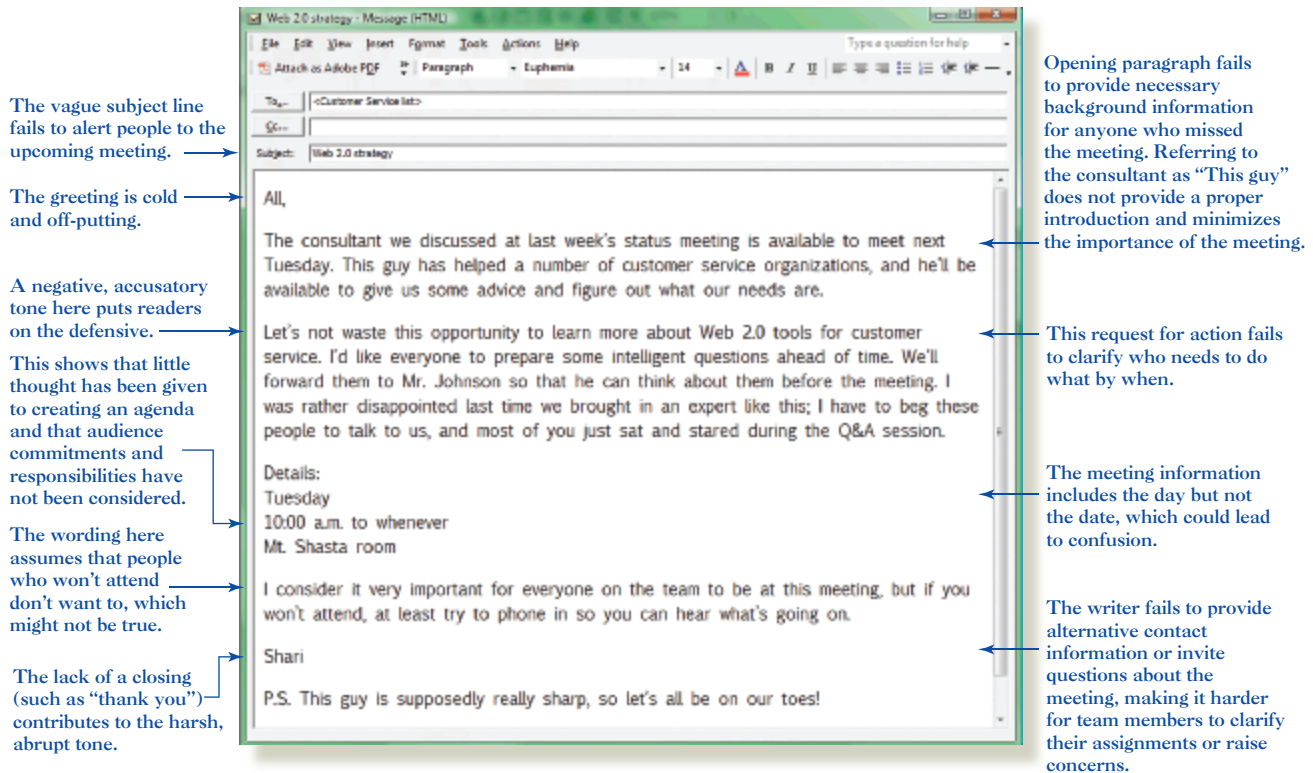 Web 2.0 strategy - Message (HTML)
File Edit View Insert Format Tools Actions Help
Type a question for help
Attach as Adobe PDF
Paragraph
Euphemia
14
A B I U
To...
<Customer Service list>
Cc...
Subject:
Web 2.0 strategy
All,
The consultant we discussed at last week's status meeting is available to meet next
Tuesday. This guy has helped a number of customer service organizations, and he'll be
available to give us some advice and figure out what our needs are.
Let's not waste this opportunity to learn more about Web 2.0 tools for customer
service. I'd like everyone to prepare some intelligent questions ahead of time. We'll
forward them to Mr. Johnson so that he can think about them before the meeting. I
was rather disappointed last time we brought in an expert like this; I have to beg these
people to talk to us, and most of you just sat and stared during the Q&A session.
Details:
Tuesday
10:00 a.m. to whenever
Mt. Shasta room
I consider it very important for everyone on the team to be at this meeting, but if you
won't attend, at least try to phone in so you can hear what's going on.
Shari
P.S. This guy is supposedly really sharp, so let's all be on our toes!
The vague subject line
fails to alert people to the
upcoming meeting.
The greeting is cold
and off-putting.
A negative, accusatory
tone here puts readers
on the defensive.
This shows that little
thought has been given
to creating an agenda
and that audience
commitments and
responsibilities have
not been considered.
The wording here
assumes that people
who won't attend
don't want to, which
might not be true.
The lack of a closing
(such as “thank you”)
contributes to the harsh,
abrupt tone.
Opening paragraph fails
to provide necessary
background information
for anyone who missed
the meeting. Referring to
the consultant as “This guy”
does not provide a proper
introduction and minimizes
the importance of the meeting.
This request for action fails
to clarify who needs to do
what by when.
The meeting information
includes the day but not
the date, which could lead
to confusion.
The writer fails to provide
alternative contact
information or invite
questions about the
meeting, making it harder
for team members to clarify
their assignments or raise
concerns.